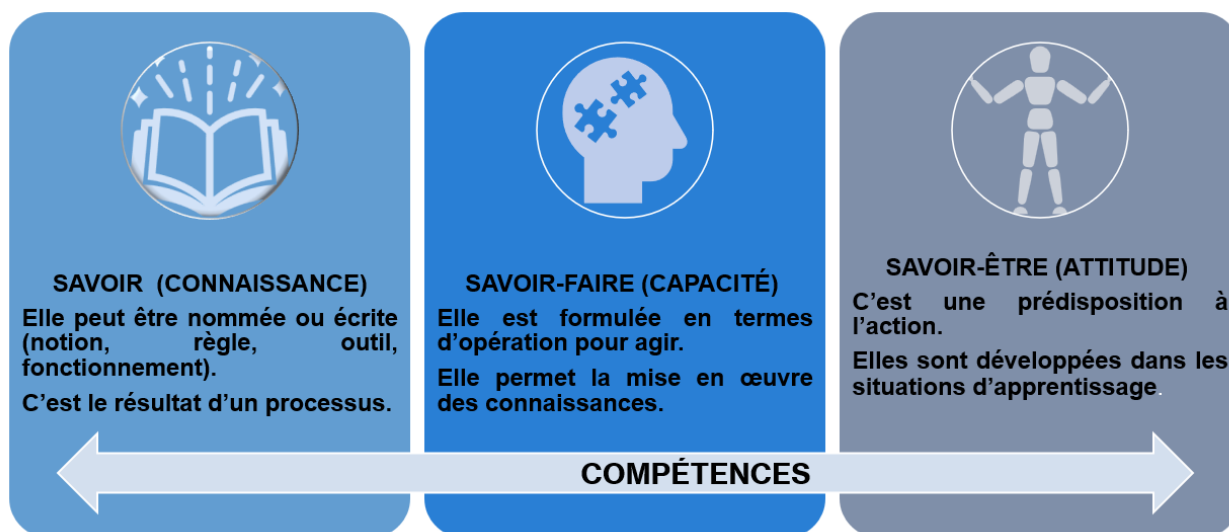 SAVOIR (CONNAISSANCE)
Elle peut être nommée ou écrite
(notion, règle, outil,
fonctionnement).
C’est le résultat d’un processus.
SAVOIR-FAIRE (CAPACITÉ)
Elle est formulée en termes
d’opération pour agir.
Elle permet la mise en œuvre
des connaissances.
SAVOIR-ÊTRE (ATTITUDE)
C’est une prédisposition à
l’action.
Elles sont développées dans les
situations d’apprentissage.
COMPÉTENCES